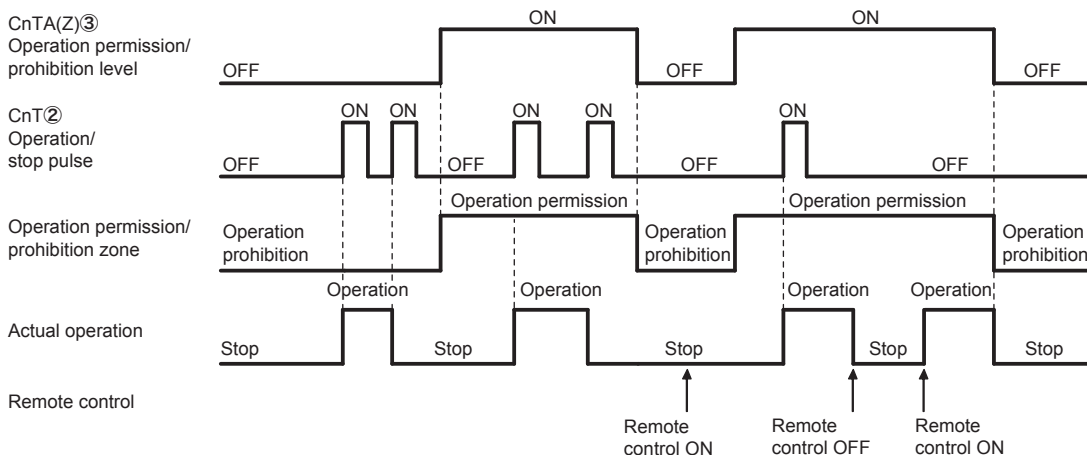 CnTA(Z)③
Operation permission/
prohibition level
OFF
ON
OFF
ON
OFF
CnT②
Operation/
stop pulse
OFF
ON
ON
OFF
ON
ON
OFF
ON
OFF
Operation permission/
prohibition zone
Operation
prohibition
Operation permission
Operation
prohibition
Operation permission
Operation
prohibition
Actual operation
Stop
Operation
Stop
Operation
Stop
Operation
Stop
Operation
Stop
Remote control
Remote
control ON
Remote
control OFF
Remote
control ON